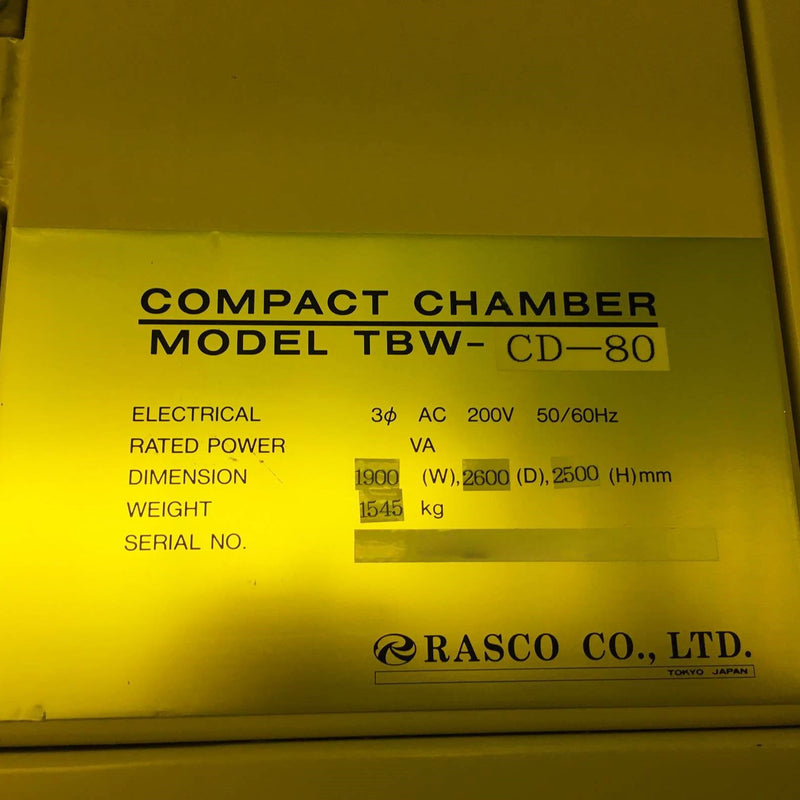 COMPACT CHAMBER
MODEL TBW- CD-80
ELECTRICAL 3φ AC 200V 50/60Hz
RATED POWER VA
DIMENSION 1900 (W), 2600 (D), 2500 (H)mm
WEIGHT 1545 kg
SERIAL NO.
RASCO CO., LTD.
TOKYO JAPAN